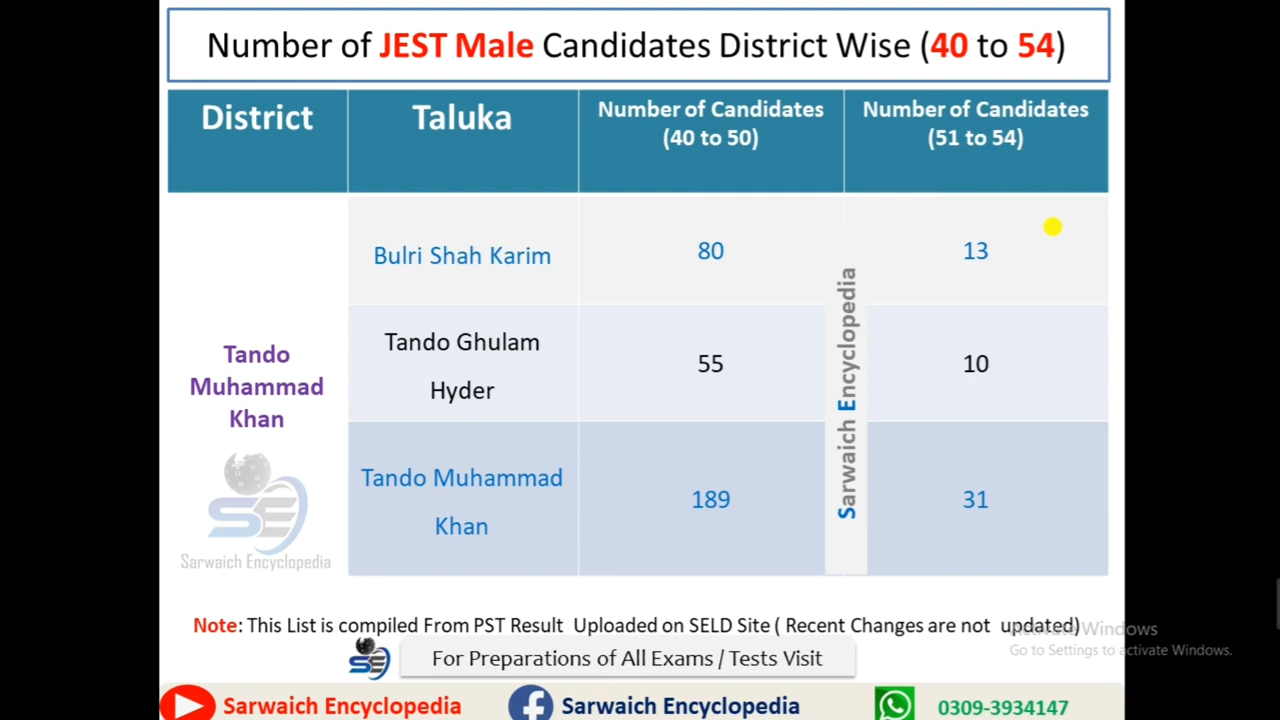 Number of JEST Male Candidates District Wise (40 to 54)
District
Taluka
Number of Candidates
(40 to 50)
Number of Candidates
(51 to 54)
Tando
Muhammad
Khan
Bulri Shah Karim
80
13
Tando Ghulam
Hyder
55
10
Tando Muhammad
Khan
189
31
Sarwaich Encyclopedia
SE
Sarwaich Encyclopedia
Note: This List is compiled From PST Result Uploaded on SELD Site ( Recent Changes are not updated)
Activate Windows
Go to Settings to activate Windows.
SE
For Preparations of All Exams / Tests Visit
Sarwaich Encyclopedia
Sarwaich Encyclopedia
0309-3934147